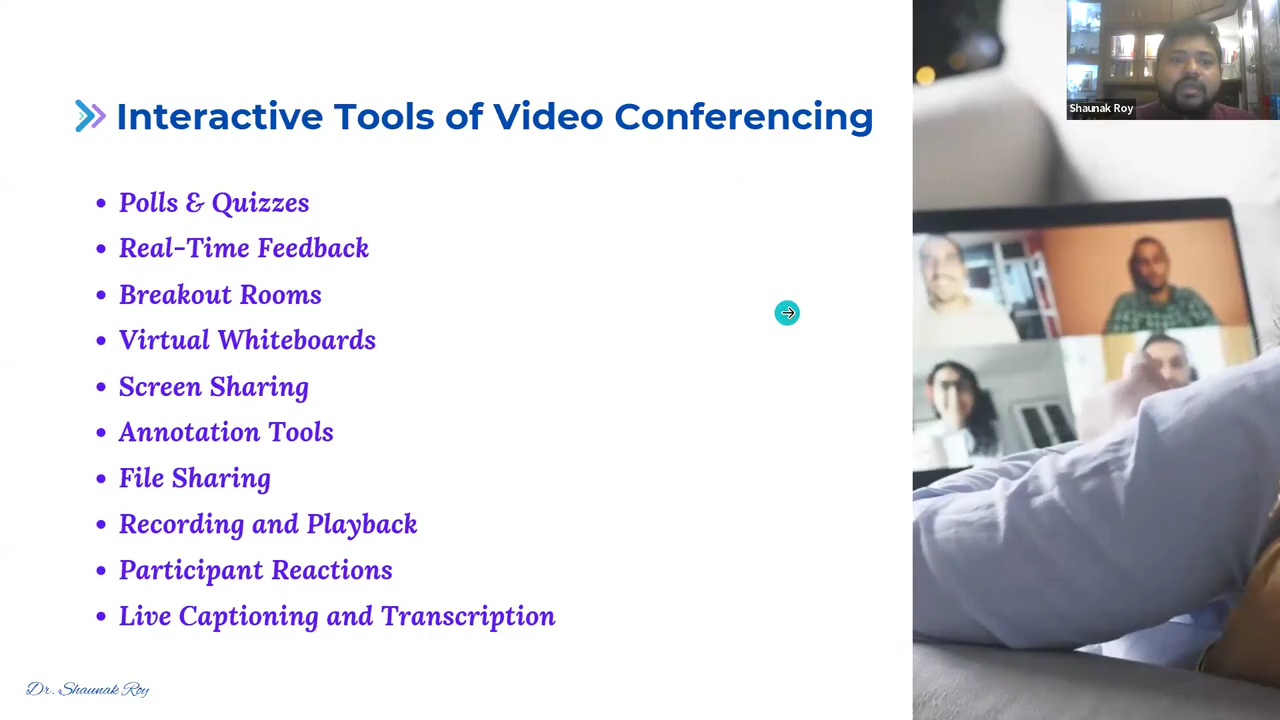 Interactive Tools of Video Conferencing
Shaunak Roy
• Polls & Quizzes
• Real-Time Feedback
• Breakout Rooms
• Virtual Whiteboards
• Screen Sharing
• Annotation Tools
• File Sharing
• Recording and Playback
• Participant Reactions
• Live Captioning and Transcription
Dr. Shaunak Roy